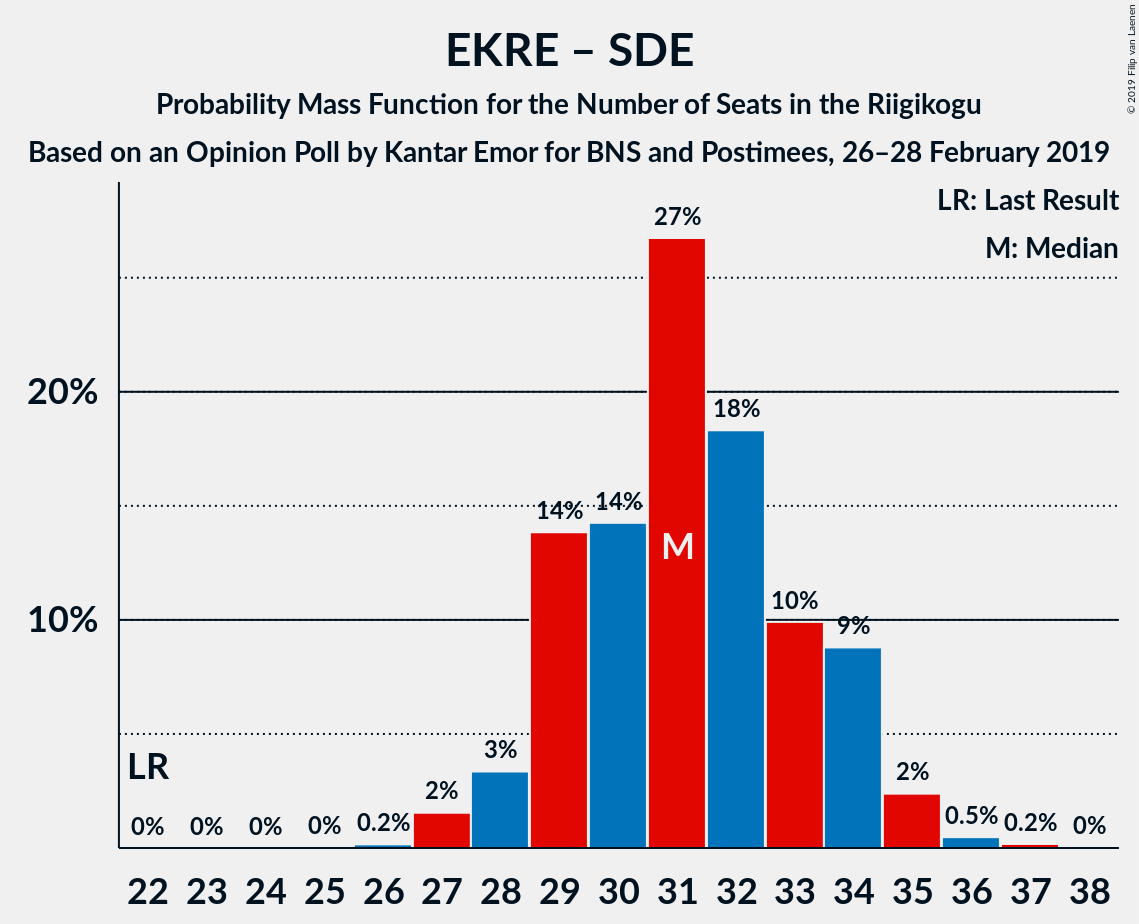 © 2019 Filip van Laenen
EKRE – SDE
Probability Mass Function for the Number of Seats in the Riigikogu
Based on an Opinion Poll by Kantar Emor for BNS and Postimees, 26–28 February 2019
LR: Last Result
M: Median
20%
10%
LR
M
0%
0%
0%
0%
0.2%
2%
3%
14%
14%
27%
18%
10%
9%
2%
0.5%
0.2%
0%
22 23 24 25 26 27 28 29 30 31 32 33 34 35 36 37 38